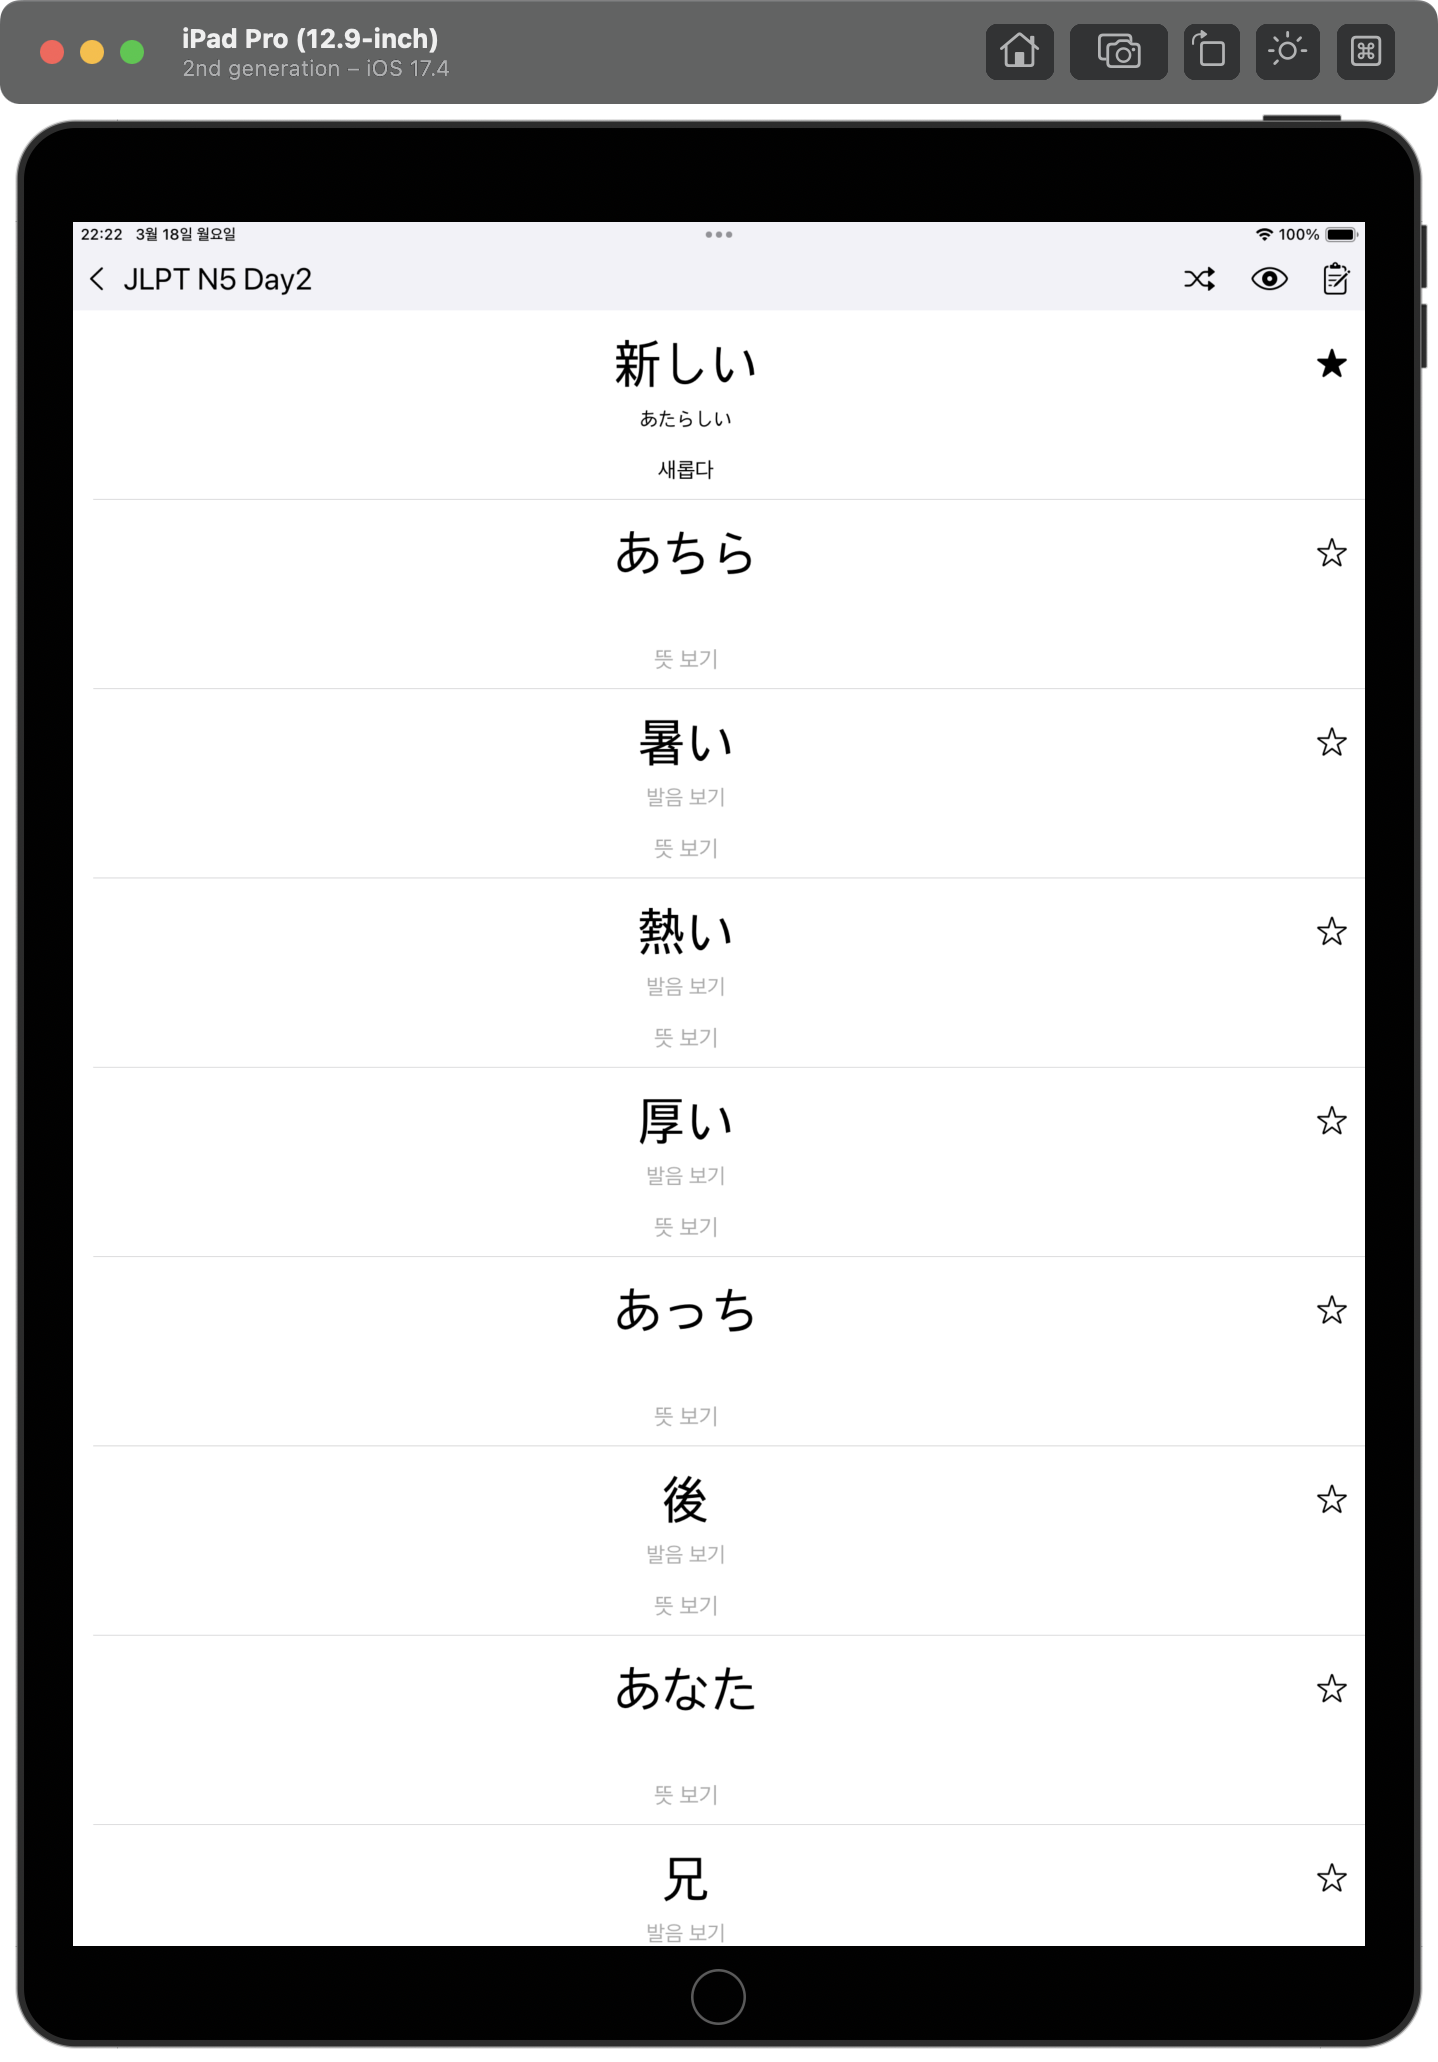 iPad Pro (12.9-inch)
2nd generation – iOS 17.4
22:22 3월 18일 월요일
100%
JLPT N5 Day2
新しい
あたらしい
새롭다
あちら
뜻 보기
暑い
발음 보기
뜻 보기
熱い
발음 보기
뜻 보기
厚い
발음 보기
뜻 보기
あっち
뜻 보기
後
발음 보기
뜻 보기
あなた
뜻 보기
兄
발음 보기